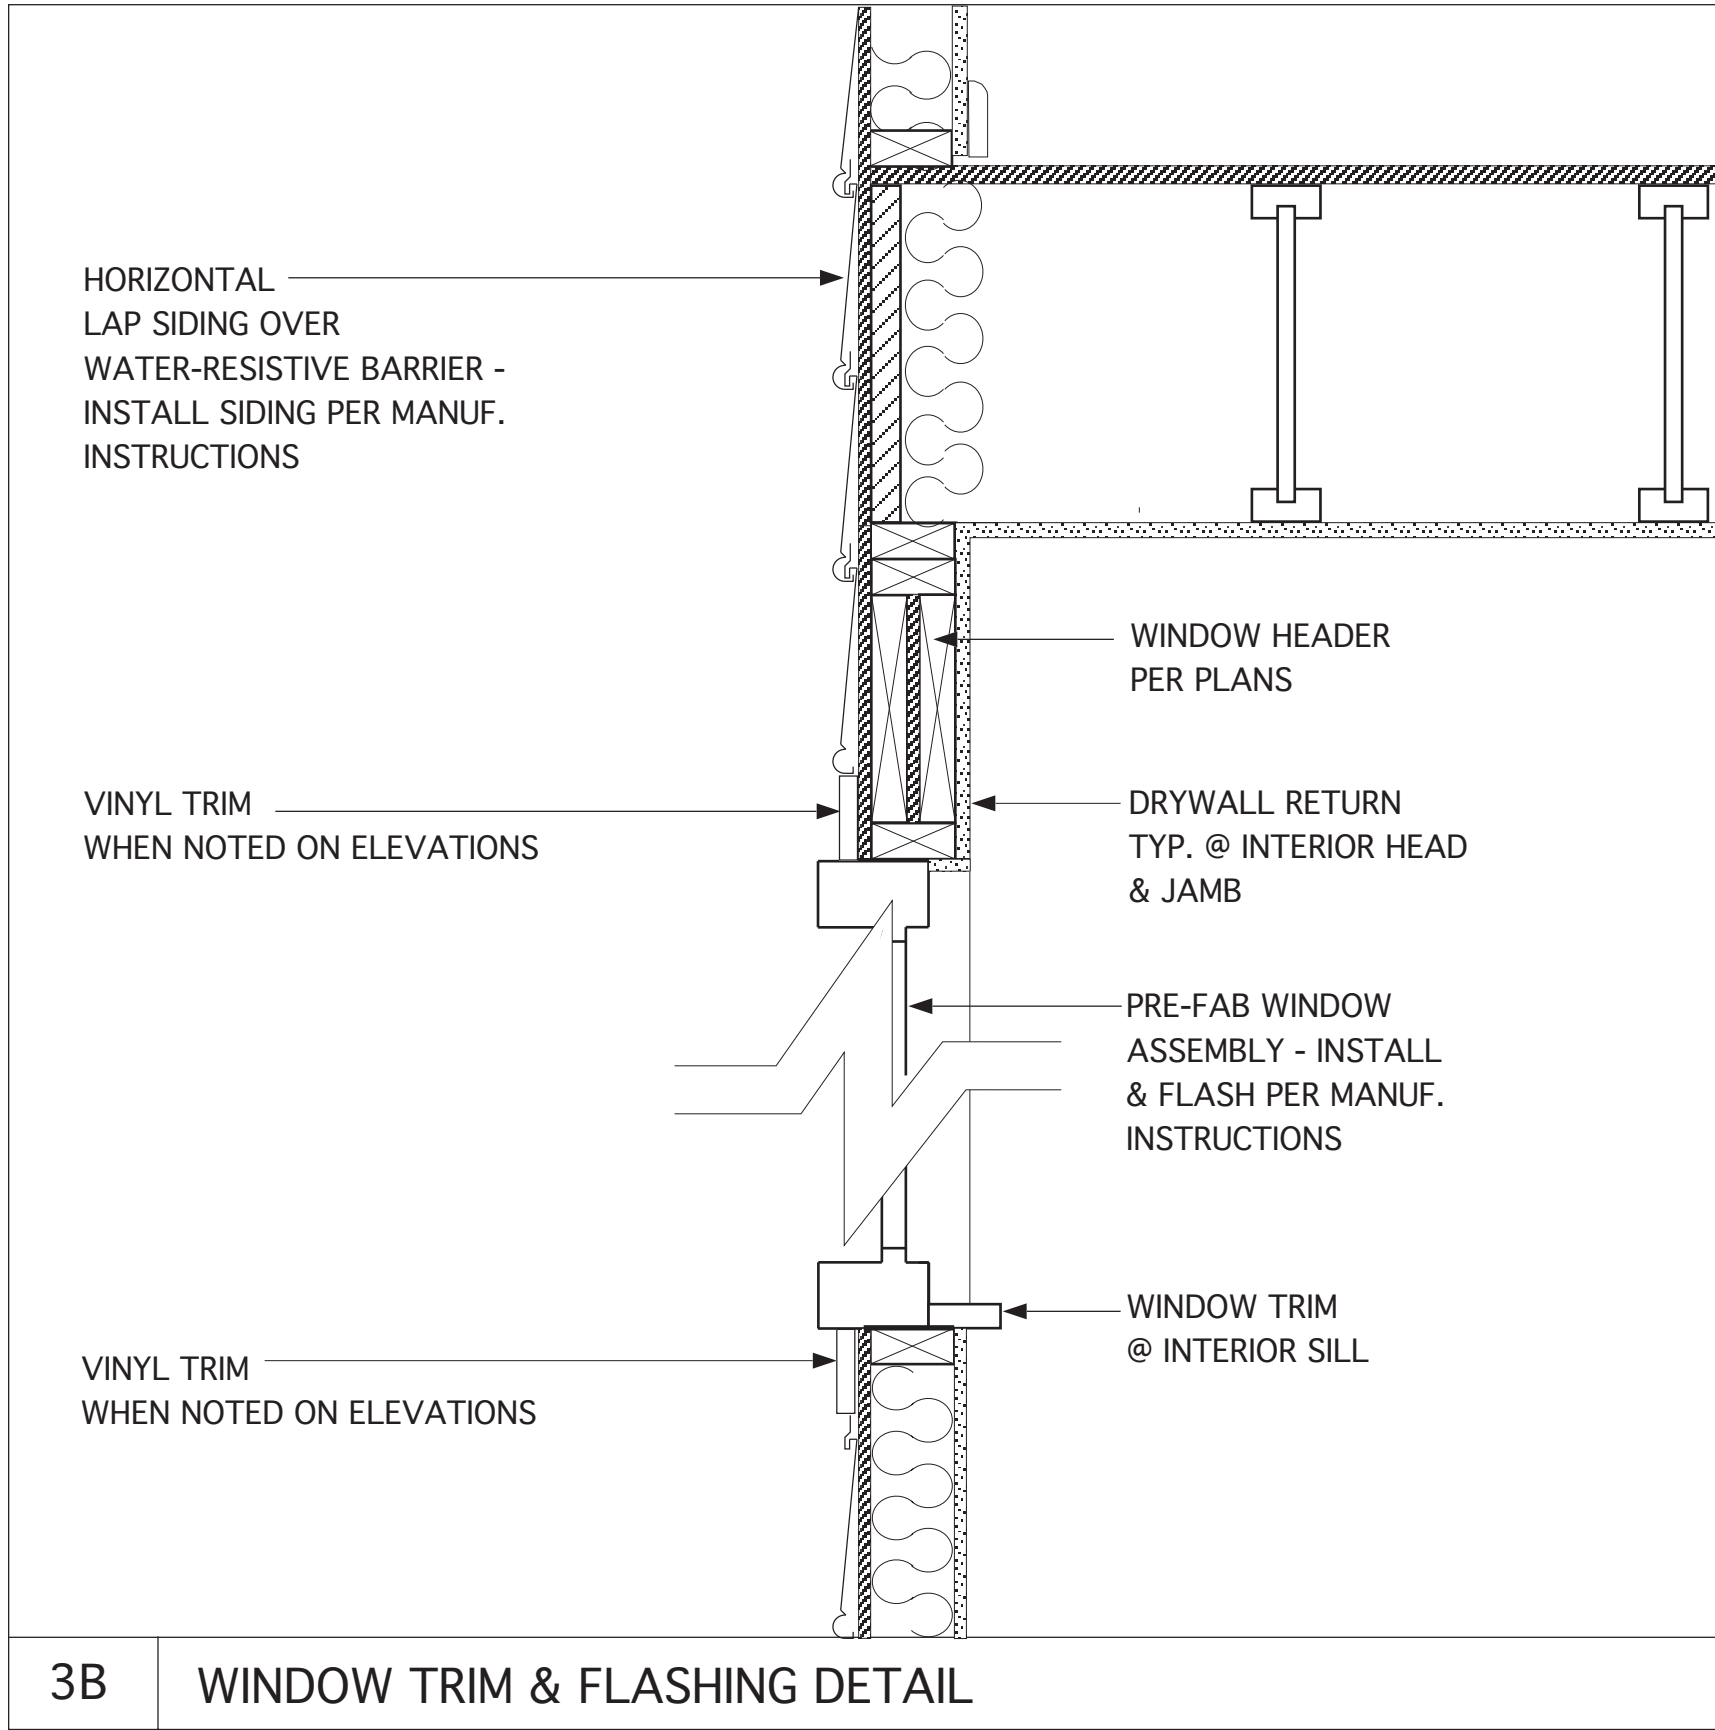 HORIZONTAL
LAP SIDING OVER
WATER-RESISTIVE BARRIER -
INSTALL SIDING PER MANUF.
INSTRUCTIONS
WINDOW HEADER
PER PLANS
VINYL TRIM
WHEN NOTED ON ELEVATIONS
DRYWALL RETURN
TYP. @ INTERIOR HEAD
& JAMB
PRE-FAB WINDOW
ASSEMBLY - INSTALL
& FLASH PER MANUF.
INSTRUCTIONS
WINDOW TRIM
@ INTERIOR SILL
VINYL TRIM
WHEN NOTED ON ELEVATIONS
3B
WINDOW TRIM & FLASHING DETAIL